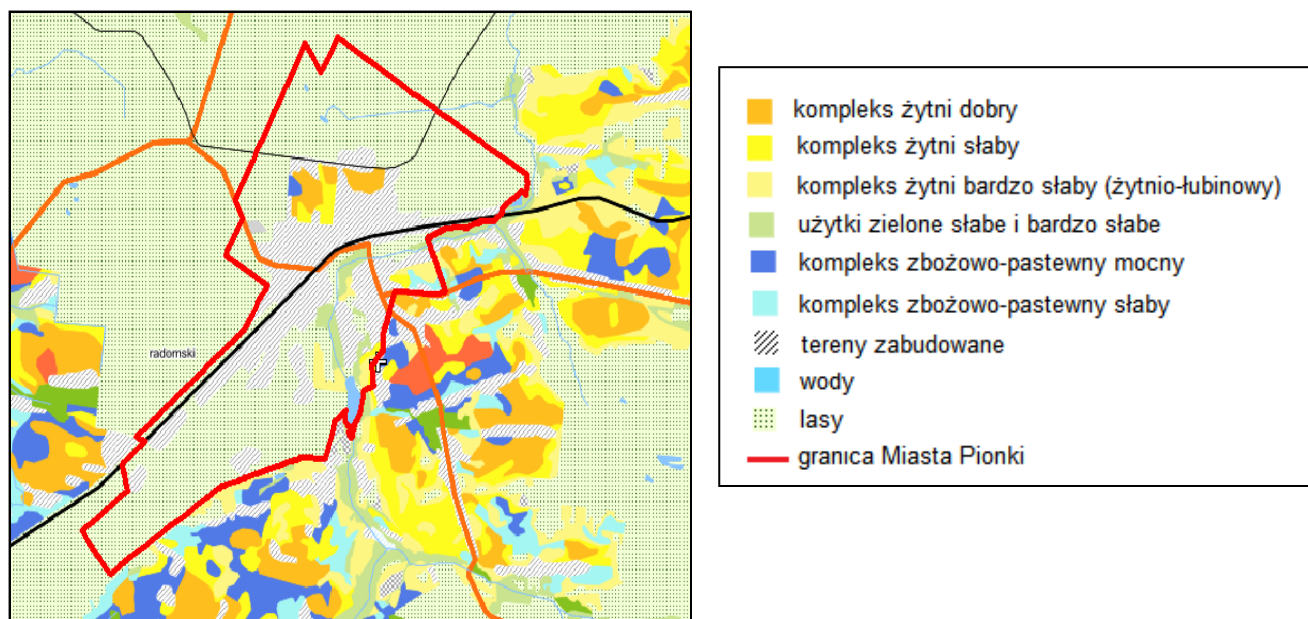 radomski
kompleks żytni dobry
kompleks żytni słaby
kompleks żytni bardzo słaby (żytnio-łubinowy)
użytki zielone słabe i bardzo słabe
kompleks zbożowo-pastewny mocny
kompleks zbożowo-pastewny słaby
tereny zabudowane
wody
lasy
granica Miasta Pionki